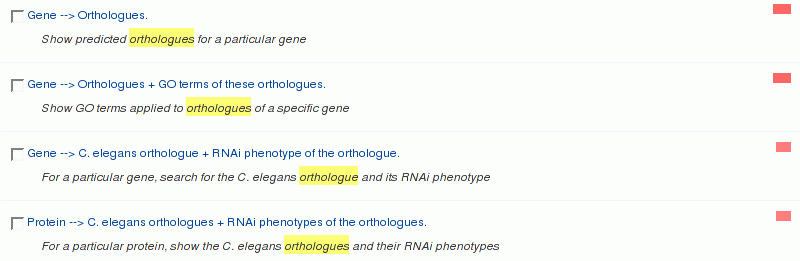 Gene --> Orthologues.
Show predicted orthologues for a particular gene
Gene --> Orthologues + GO terms of these orthologues.
Show GO terms applied to orthologues of a specific gene
Gene --> C. elegans orthologue + RNAi phenotype of the orthologue.
For a particular gene, search for the C. elegans orthologue and its RNAi phenotype
Protein --> C. elegans orthologues + RNAi phenotypes of the orthologues.
For a particular protein, show the C. elegans orthologues and their RNAi phenotypes